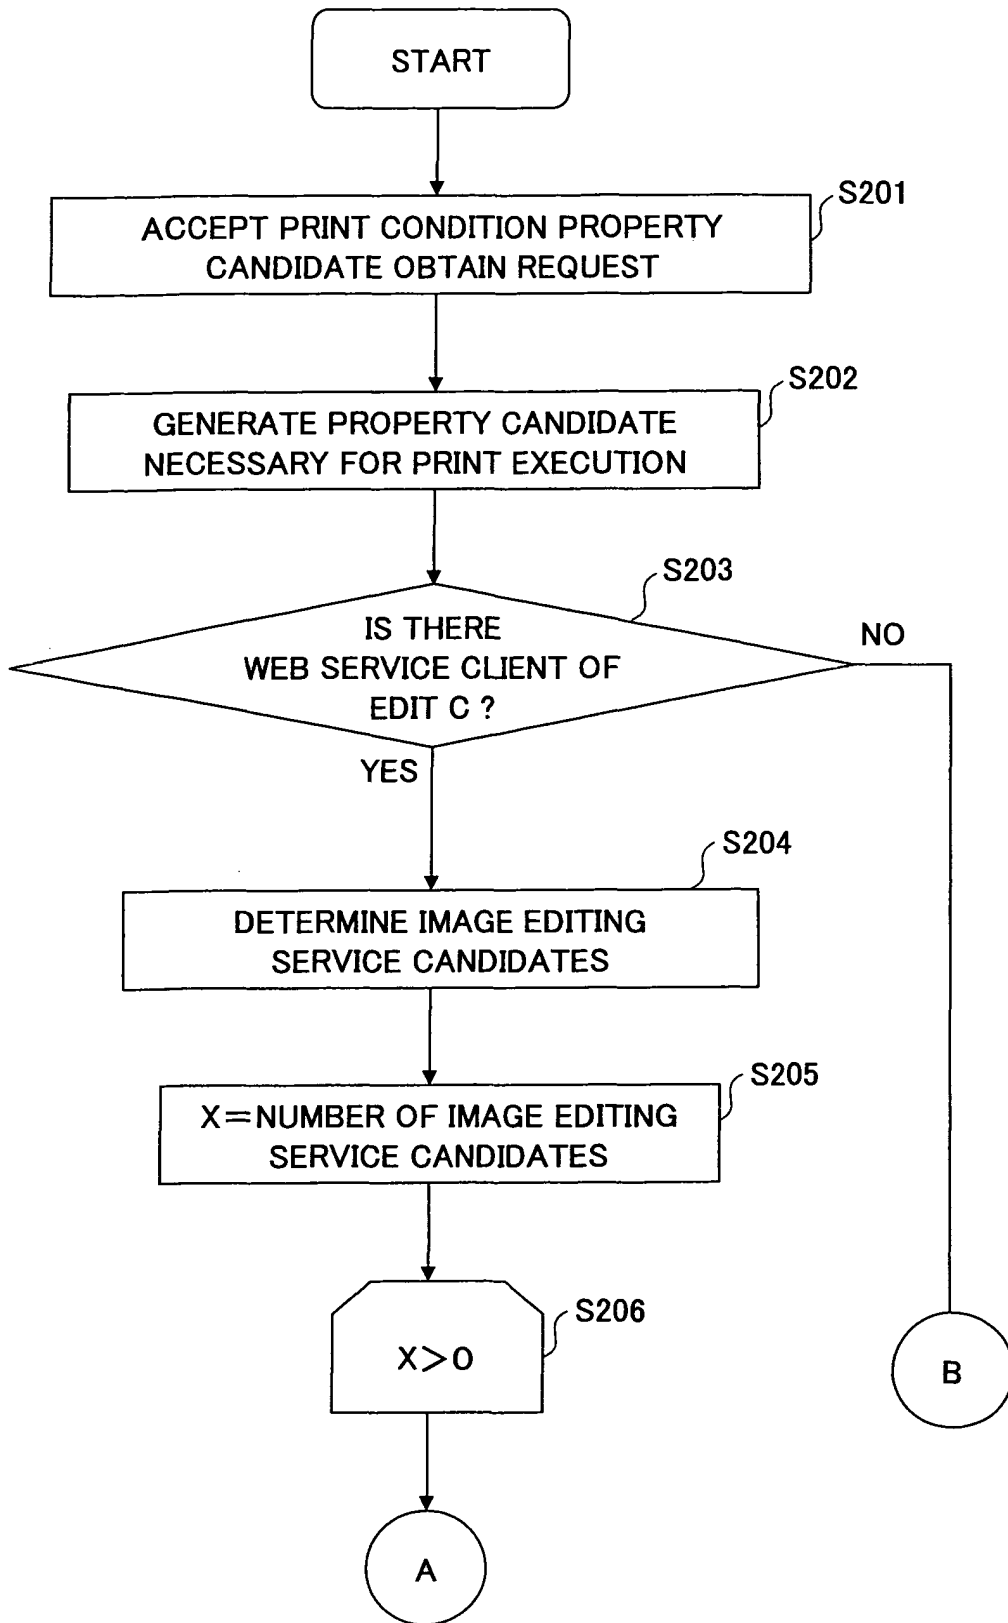 START
S201
ACCEPT PRINT CONDITION PROPERTY
CANDIDATE OBTAIN REQUEST
S202
GENERATE PROPERTY CANDIDATE
NECESSARY FOR PRINT EXECUTION
S203
IS THERE
WEB SERVICE CLIENT OF
EDIT C ?
NO
YES
S204
DETERMINE IMAGE EDITING
SERVICE CANDIDATES
S205
X=NUMBER OF IMAGE EDITING
SERVICE CANDIDATES
S206
X>0
B
A